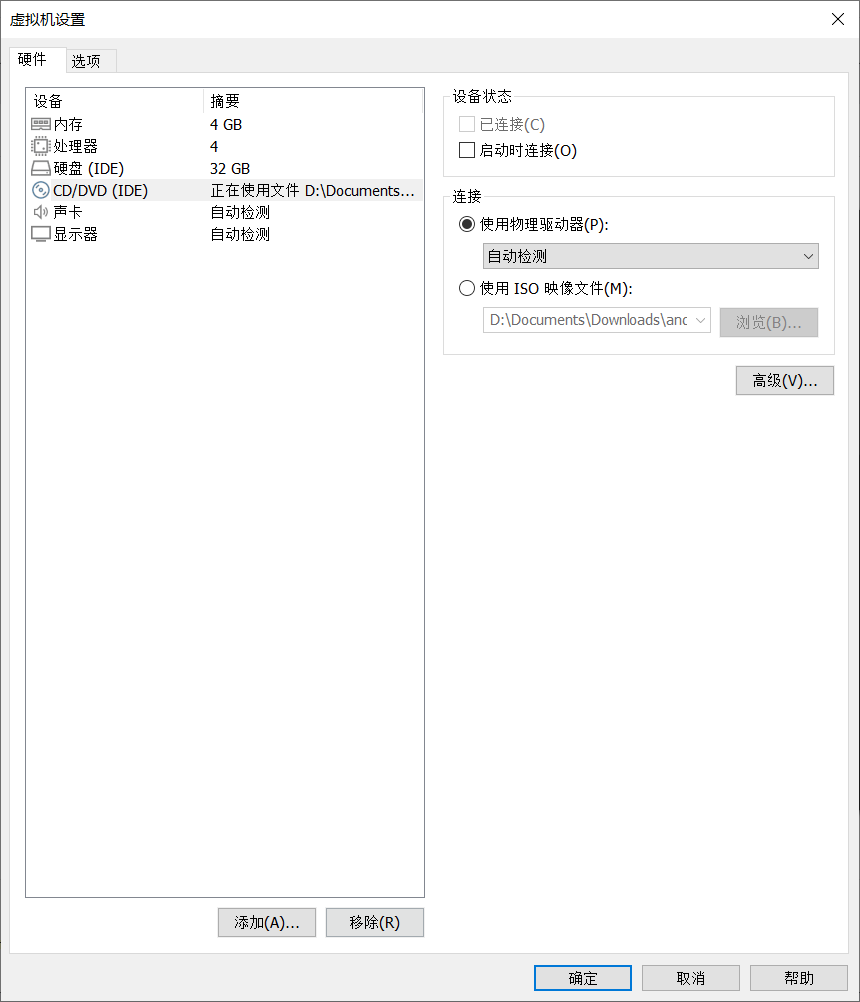 虚拟机设置
硬件
选项
设备 摘要
内存 4 GB
处理器 4
硬盘 (IDE) 32 GB
CD/DVD (IDE) 正在使用文件 D:\Documents...
声卡 自动检测
显示器 自动检测
添加(A)...
移除(R)
设备状态
已连接(C)
启动时连接(O)
连接
使用物理驱动器(P):
自动检测
使用 ISO 映像文件(M):
D:\Documents\Downloads\anc
浏览(B)...
高级(V)...
确定
取消
帮助